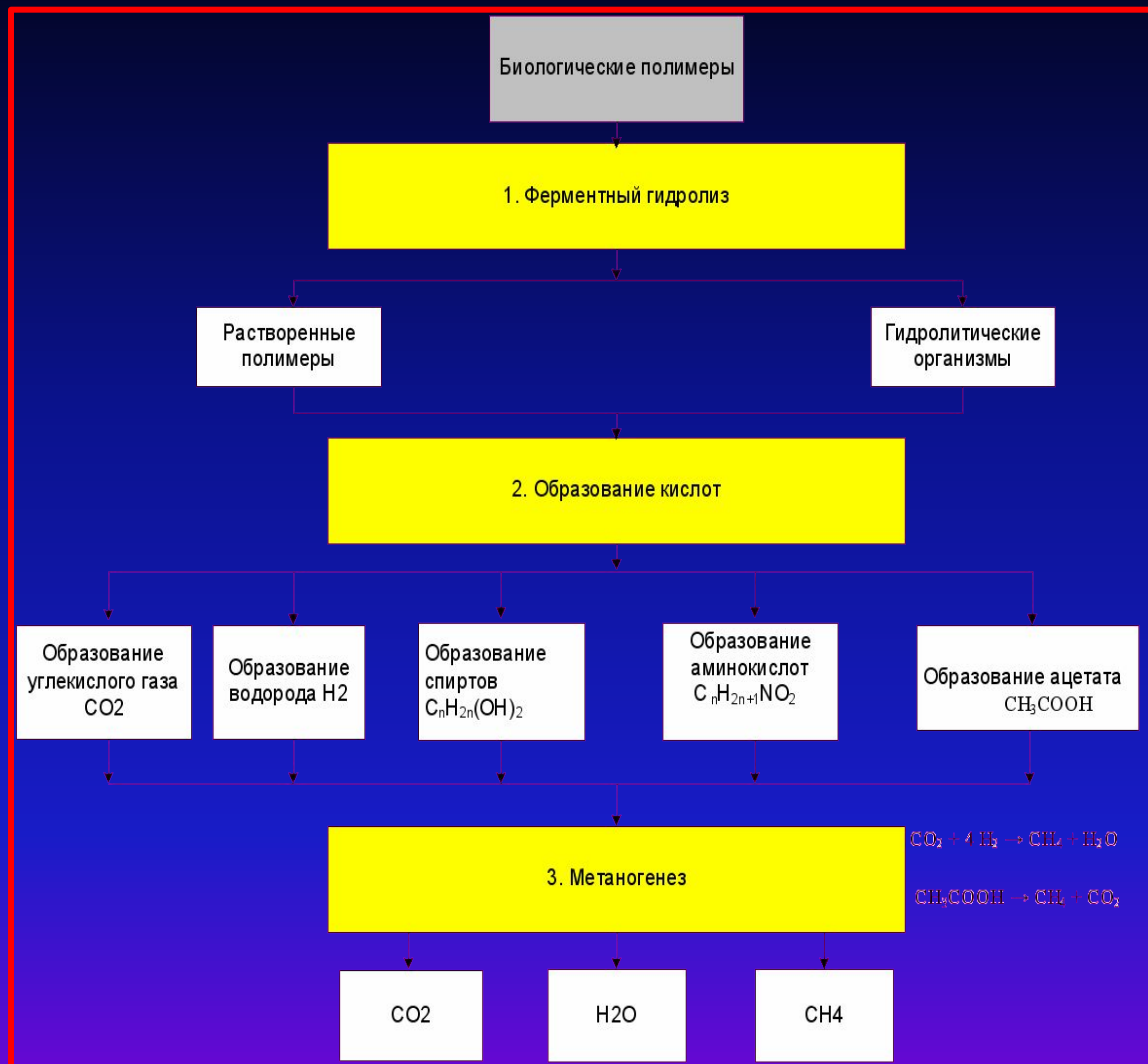 Биологические полимеры
1. Ферментный гидролиз
Растворенные
полимеры
Гидролитические
организмы
2. Образование кислот
Образование
углекислого газа
CO2
Образование
водорода H2
Образование
спиртов
CₙH₂ₙ(OH)₂
Образование
аминокислот
CₙH₂ₙ₊₁NO₂
Образование ацетата
CH₃COOH
3. Метаногенез
CO₂ + 4 H₂ → CH₄ + H₂O
CH₃COOH → CH₄ + CO₂
CO2
H2O
CH4